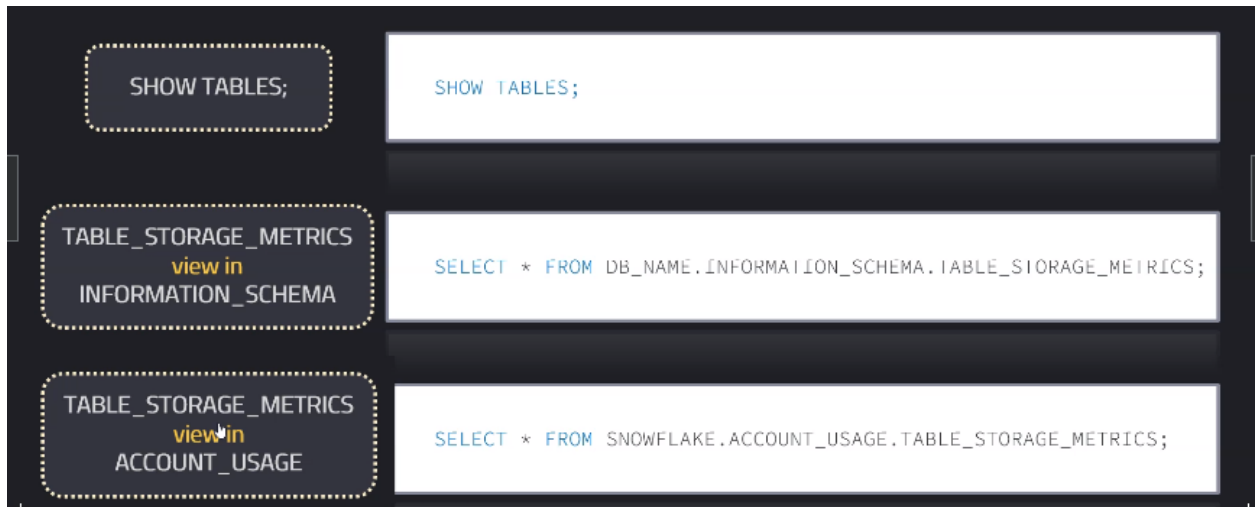 SHOW TABLES;
SHOW TABLES;
TABLE_STORAGE_METRICS
view in
INFORMATION_SCHEMA
SELECT * FROM DB_NAME.INFORMATION_SCHEMA.TABLE_STORAGE_METRICS;
TABLE_STORAGE_METRICS
view in
ACCOUNT_USAGE
SELECT * FROM SNOWFLAKE.ACCOUNT_USAGE.TABLE_STORAGE_METRICS;